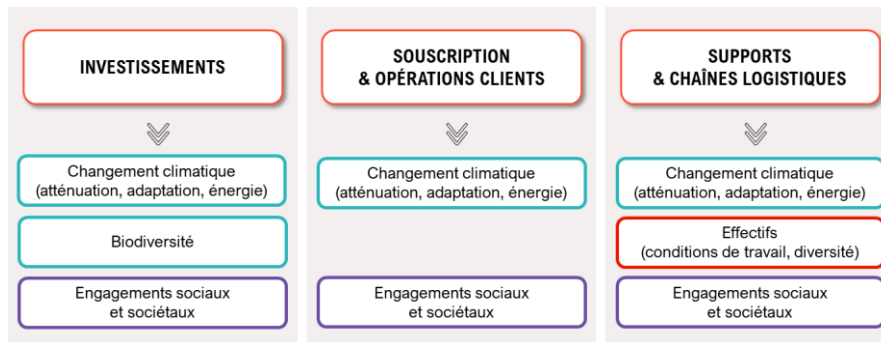 INVESTISSEMENTS
Changement climatique
(atténuation, adaptation, énergie)
Biodiversité
Engagements sociaux
et sociétaux
SOUSCRIPTION
& OPÉRATIONS CLIENTS
Changement climatique
(atténuation, adaptation, énergie)
Engagements sociaux
et sociétaux
SUPPORTS
& CHAÎNES LOGISTIQUES
Changement climatique
(atténuation, adaptation, énergie)
Effectifs
(conditions de travail, diversité)
Engagements sociaux
et sociétaux